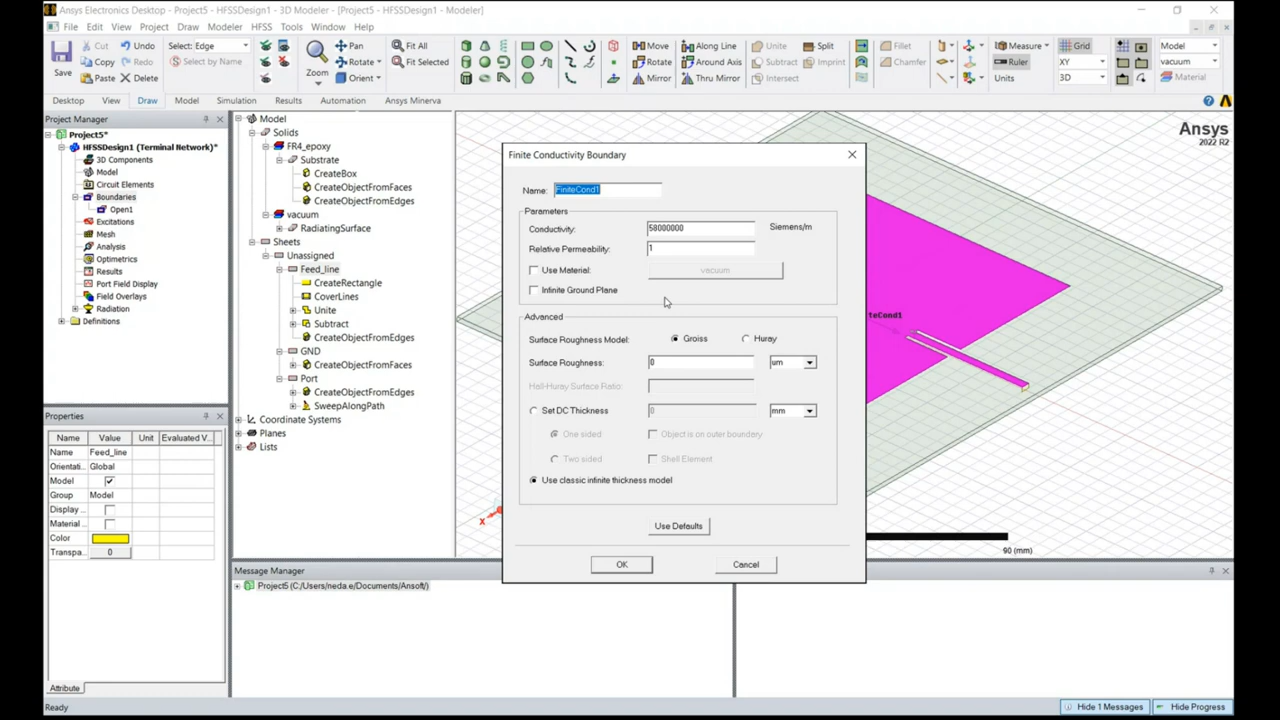 Ansys Electronics Desktop - Project5 - HFSSDesign1 - 3D Modeler - [Project5 - HFSSDesign1 - Modeler]
File Edit View Project Draw Modeler HFSS Tools Window Help
Save
Cut
Copy
Paste
Undo
Redo
Delete
Select: Edge
Select by Name
Zoom
Pan
Rotate
Orient
Fit All
Fit Selected
Move
Rotate
Mirror
Along Line
Around Axis
Thru Mirror
Unite
Subtract
Intersect
Split
Imprint
Fillet
Chamfer
Measure
Ruler
Units
Grid
XY
3D
Model
vacuum
Material
Desktop View Draw Model Simulation Results Automation Ansys Minerva
Project Manager
Project5*
HFSSDesign1 (Terminal Network)*
3D Components
Model
Circuit Elements
Boundaries
Open1
Excitations
Mesh
Analysis
Optimetrics
Results
Port Field Display
Field Overlays
Radiation
Definitions
Model
Solids
FR4_epoxy
Substrate
CreateBox
CreateObjectFromFaces
CreateObjectFromEdges
vacuum
RadiatingSurface
Sheets
Unassigned
Feed_line
CreateRectangle
CoverLines
Unite
Subtract
CreateObjectFromEdges
GND
CreateObjectFromFaces
Port
CreateObjectFromEdges
SweepAlongPath
Coordinate Systems
Planes
Lists
Properties
Name Value Unit Evaluated V...
Name Feed_line
Orientati... Global
Model
Group Model
Display ...
Material ...
Color
Transpa... 0
Attribute
Finite Conductivity Boundary
Name: FiniteCond1
Parameters
Conductivity: 58000000 Siemens/m
Relative Permeability: 1
Use Material: vacuum
Infinite Ground Plane
Advanced
Surface Roughness Model: Groiss Huray
Surface Roughness: 0 um
Hall-Huray Surface Ratio:
Set DC Thickness 0 mm
One sided Object is on outer boundary
Two sided Shell Element
Use classic infinite thickness model
Use Defaults
OK Cancel
Ansys
2022 R2
teCond1
X
90 (mm)
Message Manager
Project5 (C:/Users/neda.e/Documents/Ansoft/)
Ready
Hide 1 Messages Hide Progress